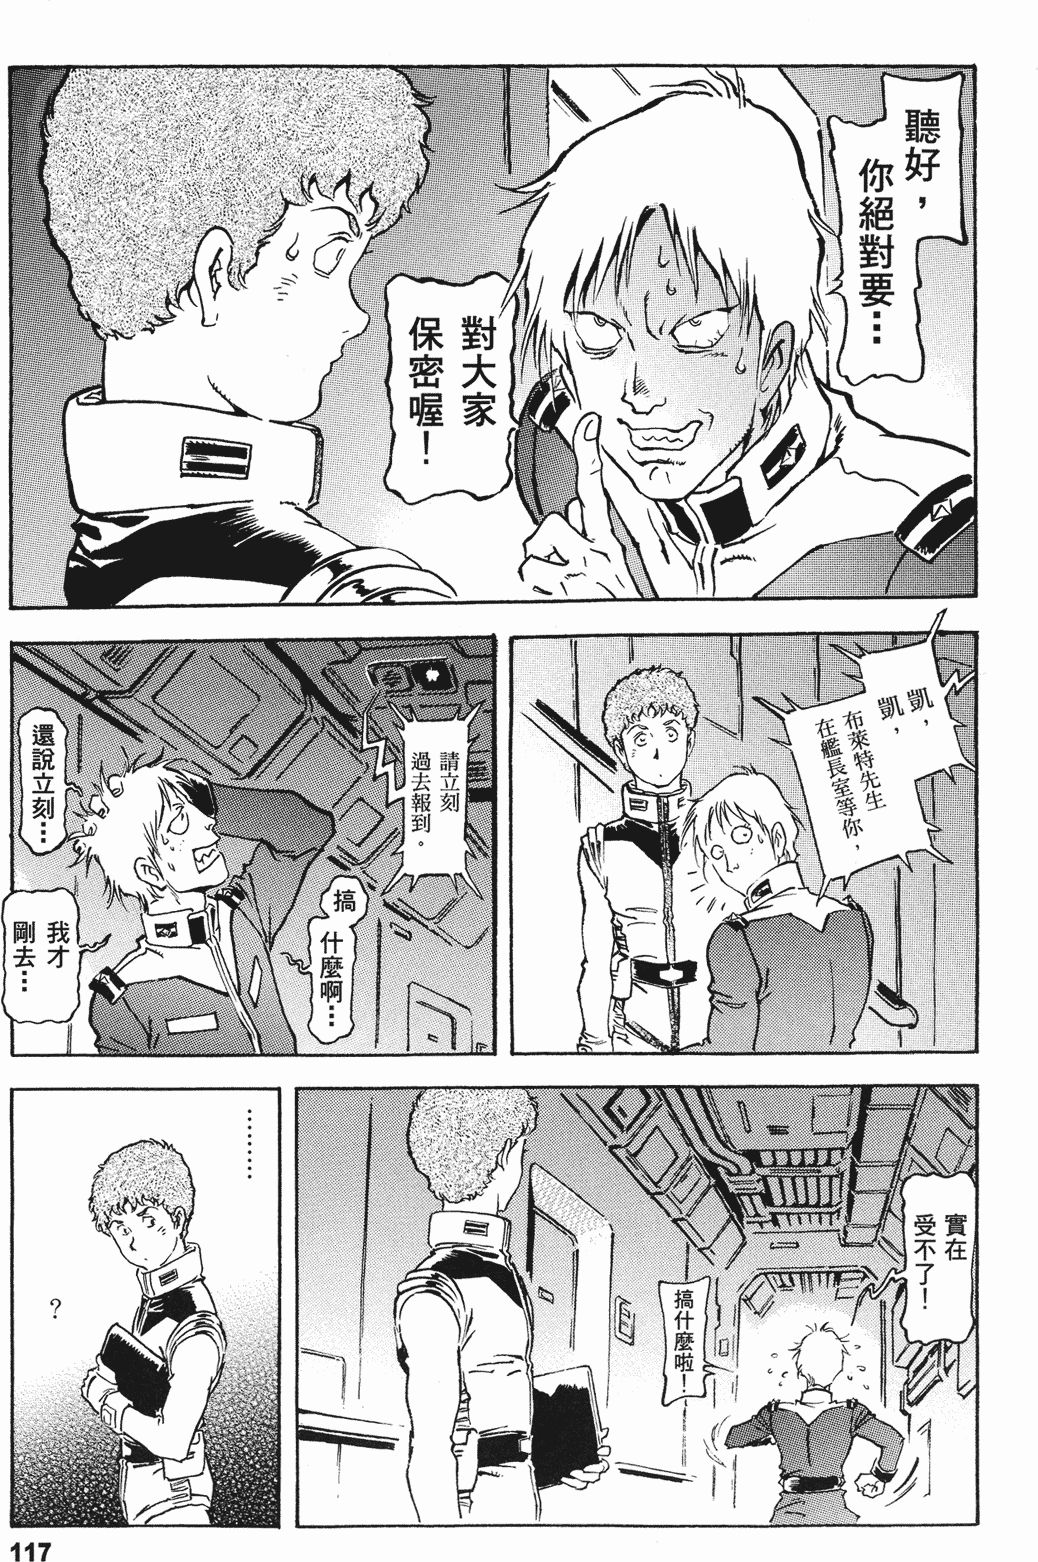 聽好，
你絕對要…
對大家
保密喔！
凱，
凱，
布萊特先生
在艦長室等你，
請立刻
過去報到。
搞
什麼啊…
還說立刻…
我才
剛去…
實在
受不了！
搞什麼啦！
………
？
117